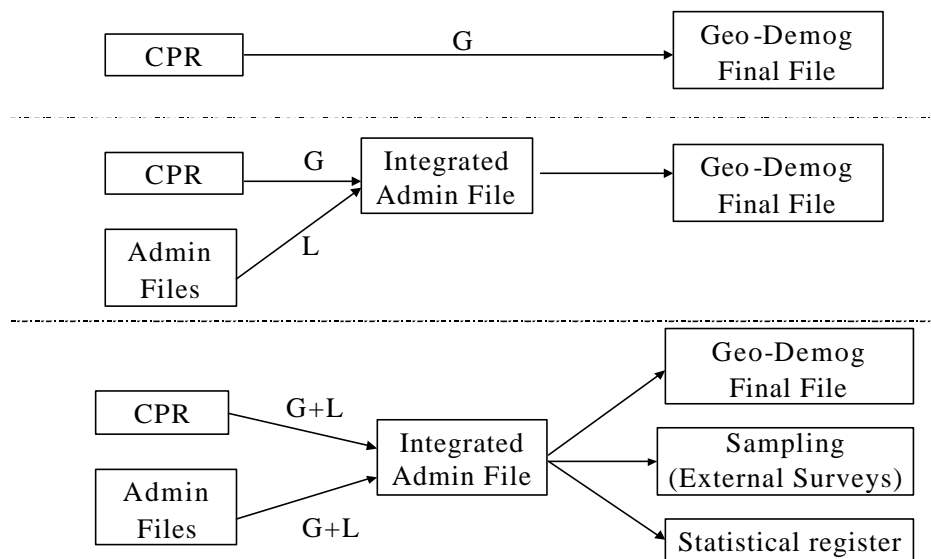 CPR
G
Geo-Demog
Final File
CPR
G
Integrated
Admin File
Geo-Demog
Final File
Admin
Files
L
CPR
G+L
Integrated
Admin File
Geo-Demog
Final File
Sampling
(External Surveys)
Admin
Files
G+L
Statistical register